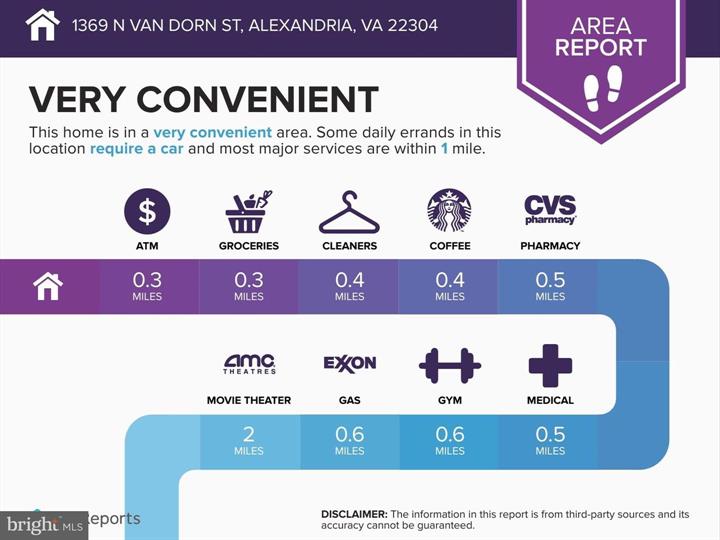 1369 N VAN DORN ST, ALEXANDRIA, VA 22304
AREA
REPORT
VERY CONVENIENT
This home is in a very convenient area. Some daily errands in this
location require a car and most major services are within 1 mile.
$
CVS
pharmacy
ATM GROCERIES CLEANERS COFFEE PHARMACY
0.3 0.3 0.4 0.4 0.5
MILES MILES MILES MILES MILES
amc EXXON
THEATRES
MOVIE THEATER GAS GYM MEDICAL
2 0.6 0.6 0.5
MILES MILES MILES MILES
DISCLAIMER: The information in this report is from third-party sources and its
accuracy cannot be guaranteed.
bright MLS